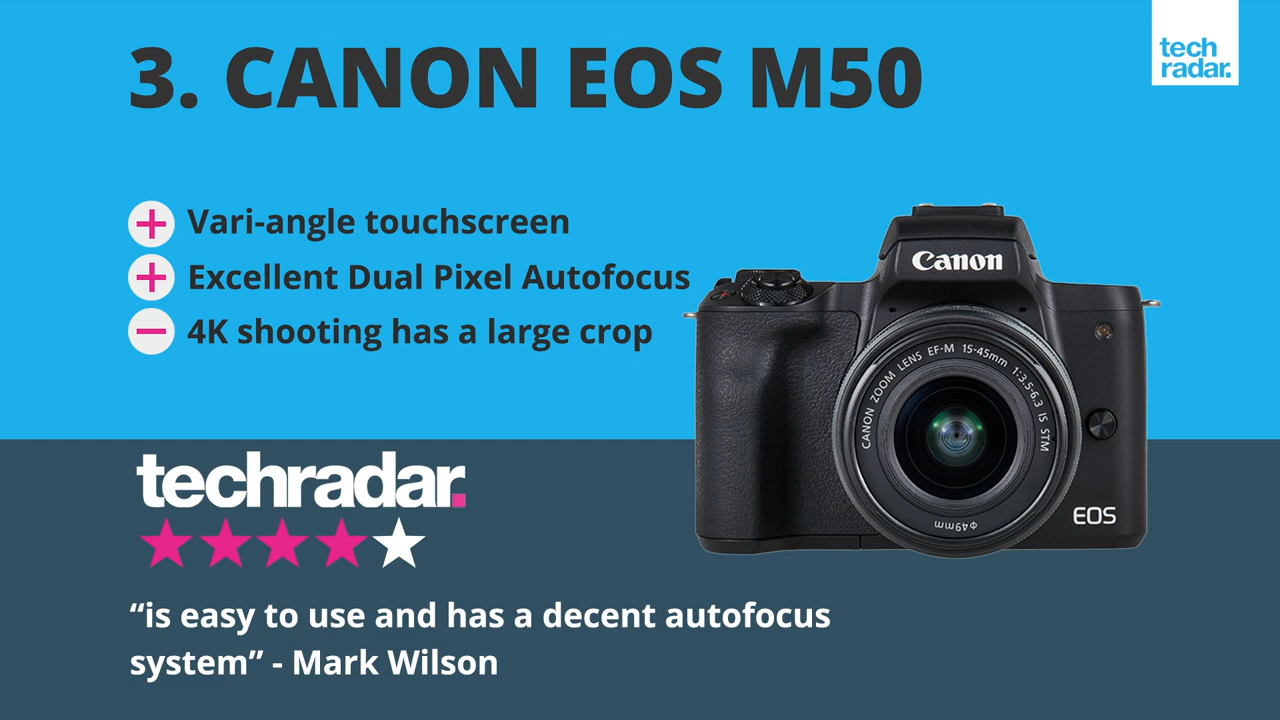 3. CANON EOS M50
tech
radar.
Vari-angle touchscreen
Excellent Dual Pixel Autofocus
4K shooting has a large crop
Canon
CANON ZOOM LENS EF-M 15-45mm 1:3.5-6.3 IS STM
ϕ49mm
EOS
techradar.
“is easy to use and has a decent autofocus
system” - Mark Wilson